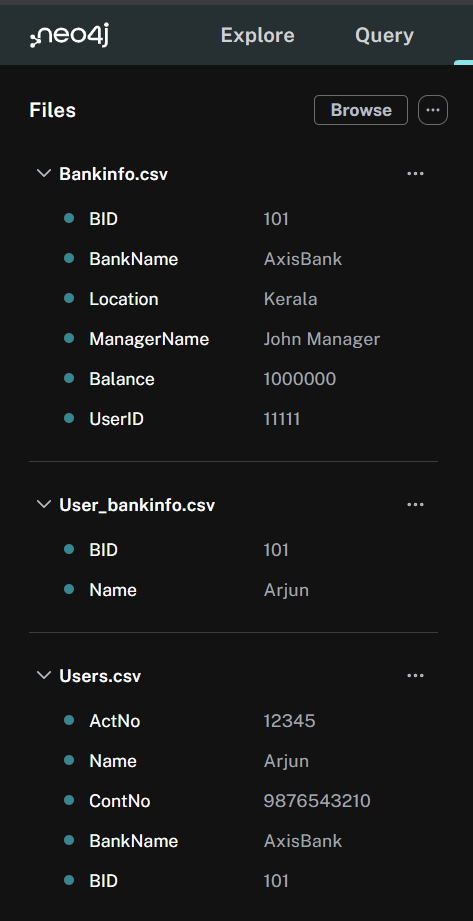 neo4j Explore Query
Files Browse ...
Bankinfo.csv ...
BID 101
BankName AxisBank
Location Kerala
ManagerName John Manager
Balance 1000000
UserID 11111
User_bankinfo.csv ...
BID 101
Name Arjun
Users.csv ...
ActNo 12345
Name Arjun
ContNo 9876543210
BankName AxisBank
BID 101